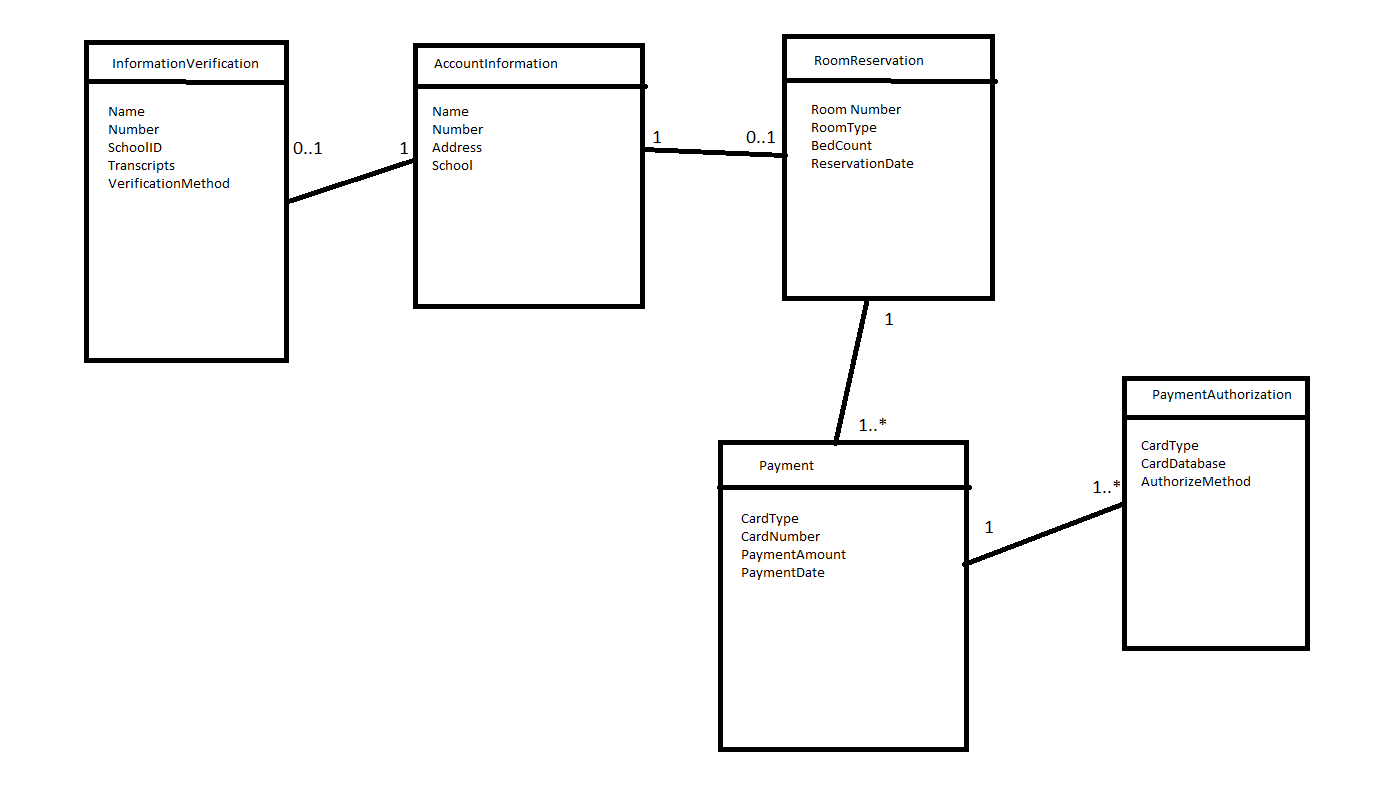 InformationVerification
Name
Number
SchoolID
Transcripts
VerificationMethod
0..1
1
AccountInformation
Name
Number
Address
School
1
0..1
RoomReservation
Room Number
RoomType
BedCount
ReservationDate
1
1..*
Payment
CardType
CardNumber
PaymentAmount
PaymentDate
1
1..*
PaymentAuthorization
CardType
CardDatabase
AuthorizeMethod